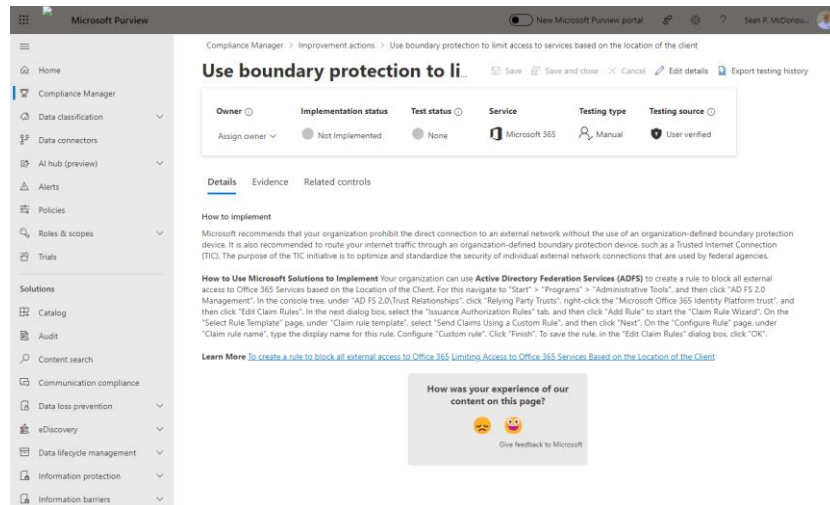 Microsoft Purview
New Microsoft Purview portal
?
Sean P. McDonou...
Home
Compliance Manager
Data classification
Data connectors
AI hub (preview)
Alerts
Policies
Roles & scopes
Trials
Solutions
Catalog
Audit
Content search
Communication compliance
Data loss prevention
eDiscovery
Data lifecycle management
Information protection
Information barriers
Compliance Manager > Improvement actions > Use boundary protection to limit access to services based on the location of the client
Use boundary protection to li...
Save
Save and close
Cancel
Edit details
Export testing history
Owner
Implementation status
Test status
Service
Testing type
Testing source
Assign owner
Not Implemented
None
Microsoft 365
Manual
User verified
Details
Evidence
Related controls
How to implement
Microsoft recommends that your organization prohibit the direct connection to an external network without the use of an organization-defined boundary protection
device. It is also recommended to route your internet traffic through an organization-defined boundary protection device, such as a Trusted Internet Connection
(TIC). The purpose of the TIC initiative is to optimize and standardize the security of individual external network connections that are used by federal agencies.
How to Use Microsoft Solutions to Implement Your organization can use Active Directory Federation Services (ADFS) to create a rule to block all external
access to Office 365 Services based on the Location of the Client. For this navigate to "Start" > "Programs" > "Administrative Tools", and then click "AD FS 2.0
Management". In the console tree, under "AD FS 2.0\Trust Relationships", click "Relying Party Trusts", right-click the "Microsoft Office 365 Identity Platform trust", and
then click "Edit Claim Rules". In the next dialog box, select the "Issuance Authorization Rules" tab, and then click "Add Rule" to start the "Claim Rule Wizard". On the
"Select Rule Template" page, under "Claim rule template", select "Send Claims Using a Custom Rule", and then click "Next". On the "Configure Rule" page, under
"Claim rule name", type the display name for this rule. Configure "Custom rule". Click "Finish". To save the rule, in the "Edit Claim Rules" dialog box, click "OK".
Learn More To create a rule to block all external access to Office 365 Limiting Access to Office 365 Services Based on the Location of the Client
How was your experience of our
content on this page?
Give feedback to Microsoft